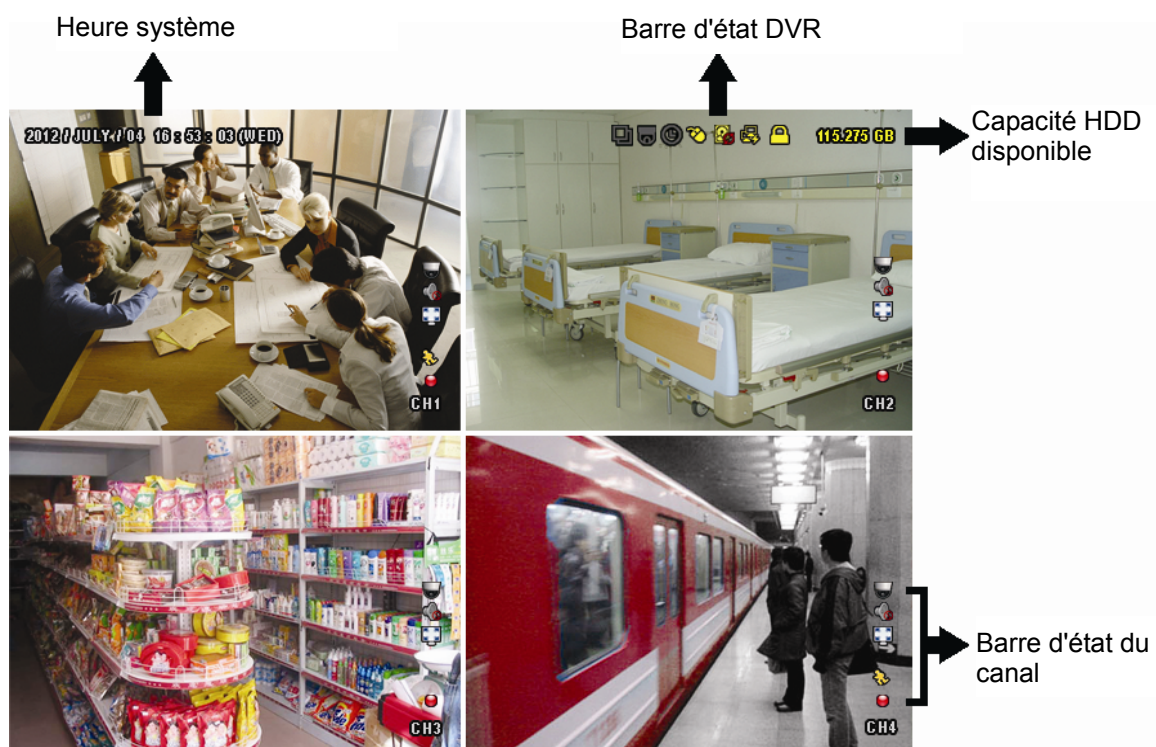 Heure système
Barre d'état DVR
2012 / JULY / 04 16 : 53 : 03 (WED)
115.275 GB
Capacité HDD
disponible
CH1
CH2
CH3
CH4
Barre d'état du
canal